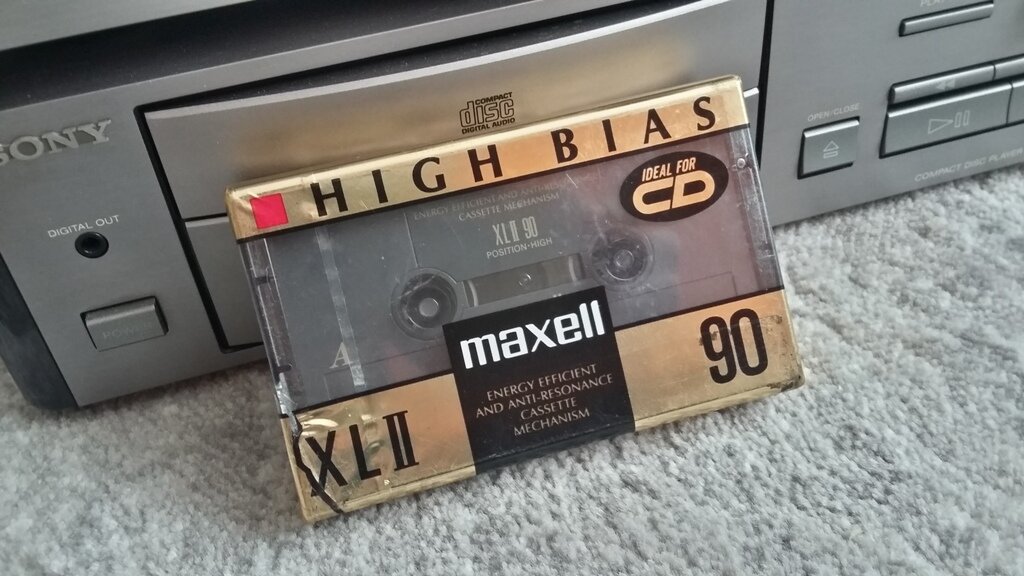 SONY
DIGITAL OUT
POWER
COMPACT
disc
DIGITAL AUDIO
OPEN/CLOSE
COMPACT DISC PLAYER
HIGH BIAS
IDEAL FOR
CD
ENERGY EFFICIENT AND ANTI-RESONANCE
CASSETTE MECHANISM
XLII 90
POSITION·HIGH
A
maxell
ENERGY EFFICIENT
AND ANTI-RESONANCE
CASSETTE
MECHANISM
XLII
90